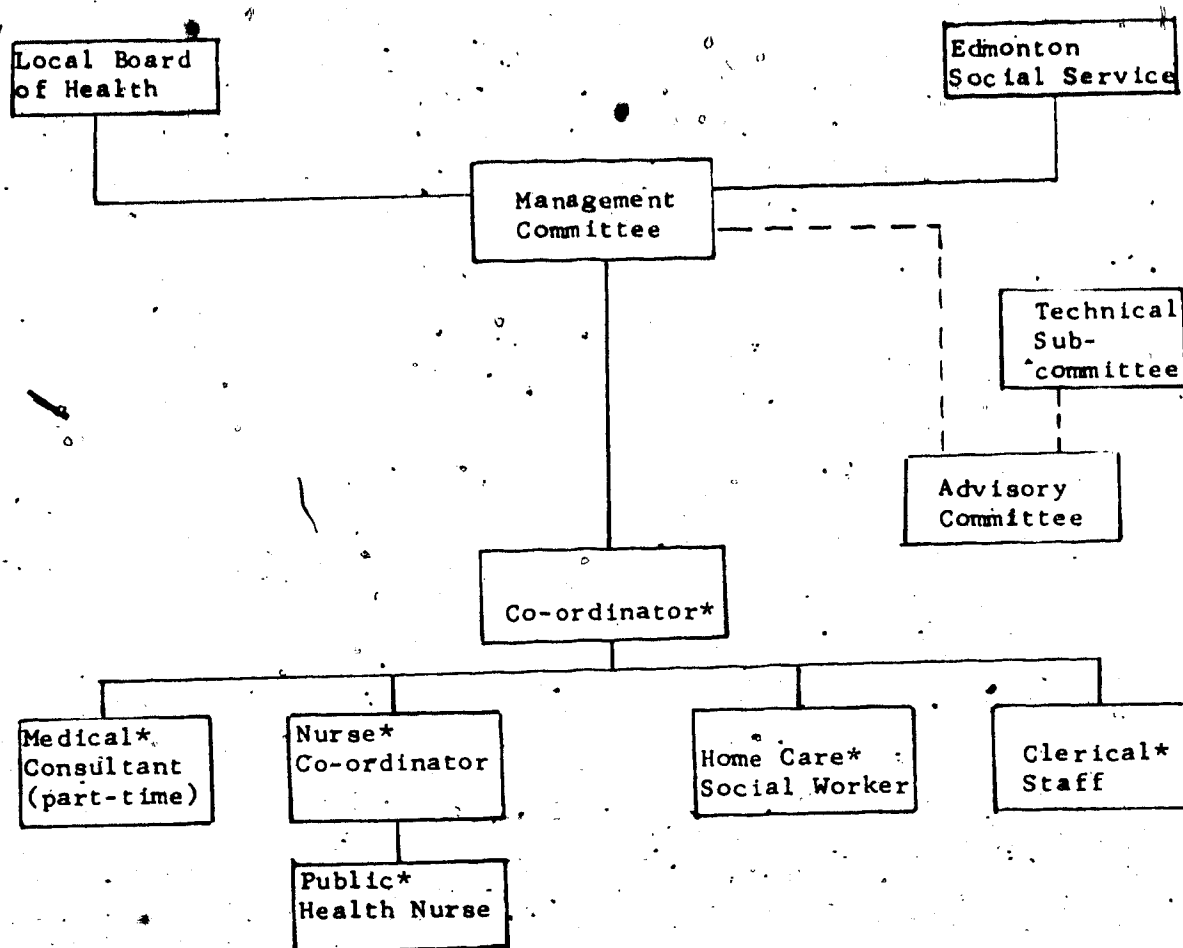 Local Board
of Health
Edmonton
Social Service
Management
Committee
Technical
Sub-
committee
Advisory
Committee
Co-ordinator*
Medical*
Consultant
(part-time)
Nurse*
Co-ordinator
Home Care*
Social Worker
Clerical*
Staff
Public*
Health Nurse